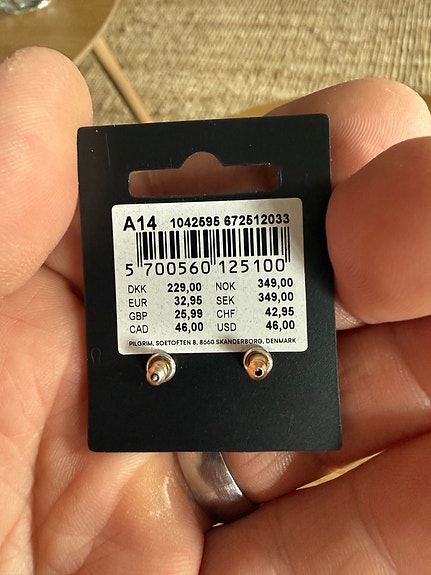 A14 1042595 672512033
5 700560 125100
DKK 229,00 NOK 349,00
EUR 32,95 SEK 349,00
GBP 25,99 CHF 42,95
CAD 46,00 USD 46,00
PILGRIM, SOETOFTEN 8, 8660 SKANDERBORG, DENMARK